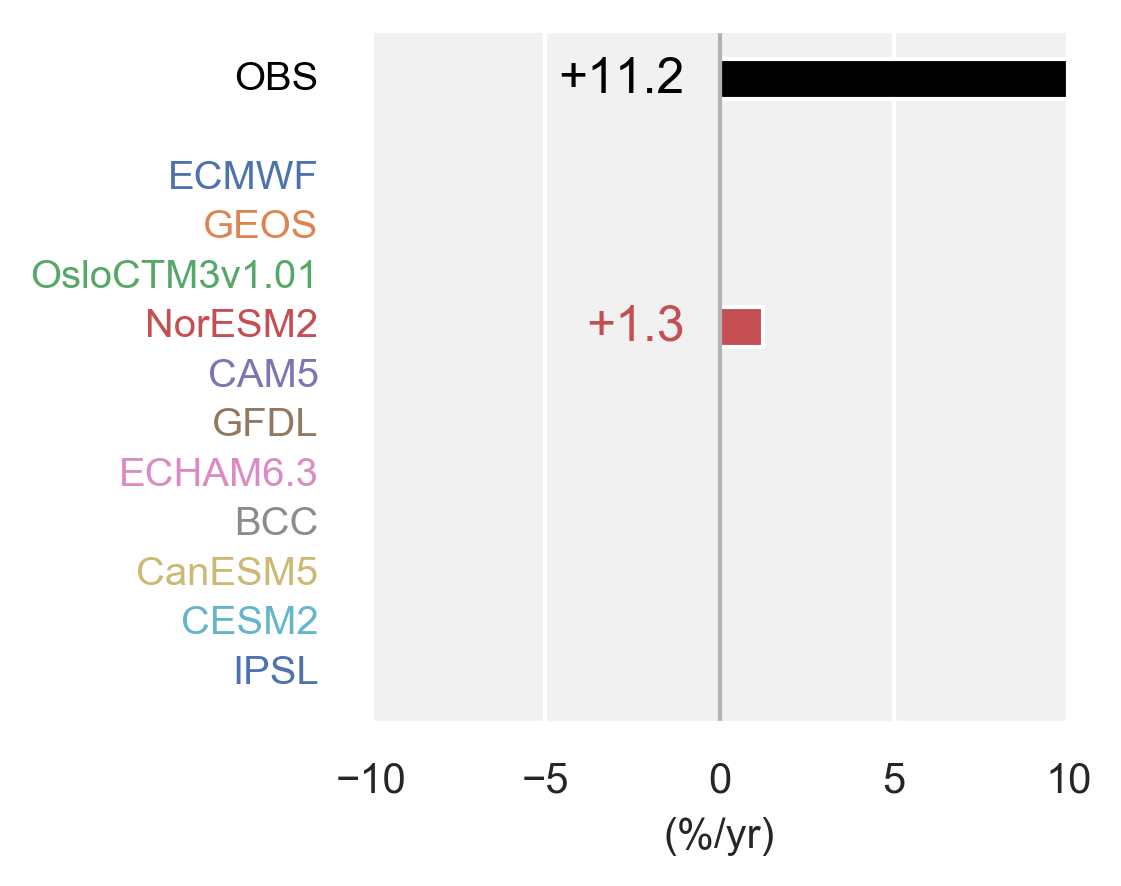 OBS +11.2
ECMWF
GEOS
OsloCTM3v1.01
NorESM2 +1.3
CAM5
GFDL
ECHAM6.3
BCC
CanESM5
CESM2
IPSL
−10 −5 0 5 10
(%/yr)